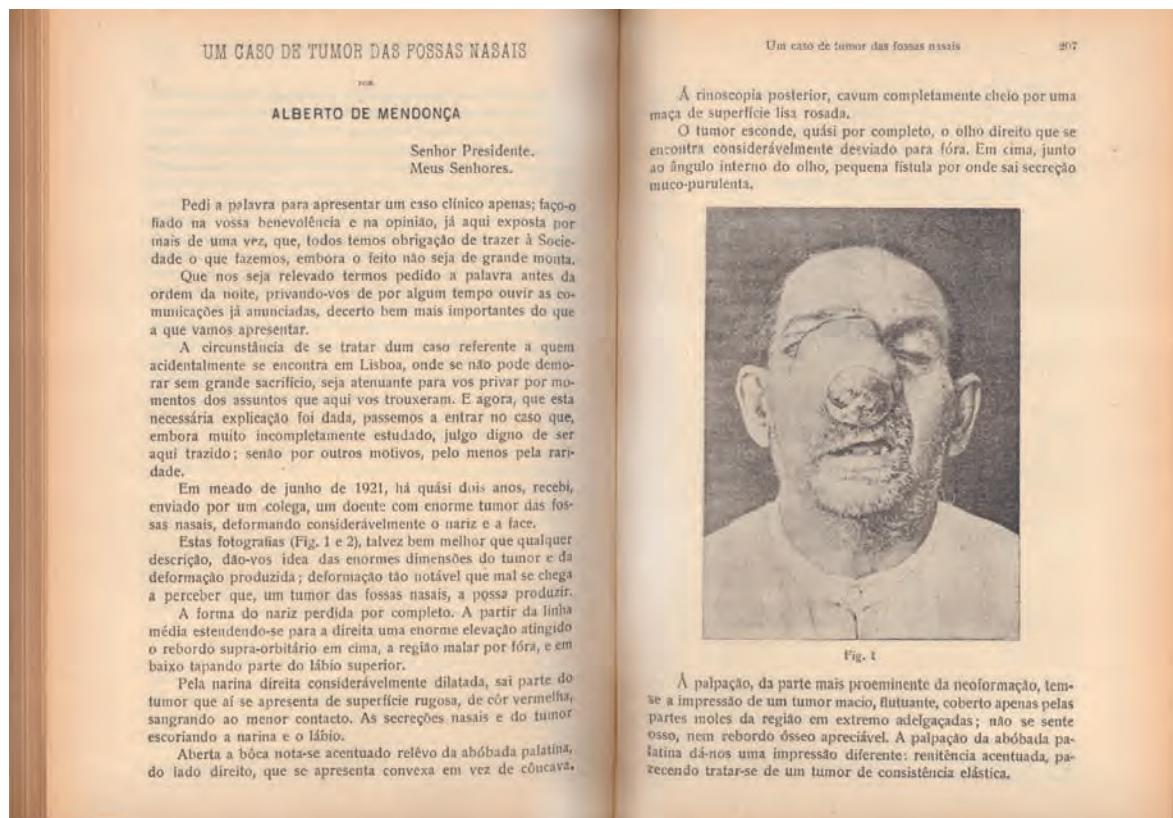 UM CASO DE TUMOR DAS FOSSAS NASAIS
POR
ALBERTO DE MENDONÇA
Senhor Presidente.
Meus Senhores.
Pedi a palavra para apresentar um caso clínico apenas; faço-o
fiado na vossa benevolência e na opinião, já aqui exposta por
mais de uma vez, que, todos temos obrigação de trazer à Socie-
dade o que fazemos, embora o feito não seja de grande monta.
Que nos seja relevado termos pedido a palavra antes da
ordem da noite, privando-vos de por algum tempo ouvir as co-
municações já anunciadas, decerto bem mais importantes do que
a que vamos apresentar.
A circunstância de se tratar dum caso referente a quem
acidentalmente se encontra em Lisboa, onde se não pode demo-
rar sem grande sacrifício, seja atenuante para vos privar por mo-
mentos dos assuntos que aqui vos trouxeram. E agora, que esta
necessária explicação foi dada, passemos a entrar no caso que,
embora muito incompletamente estudado, julgo digno de ser
aqui trazido; senão por outros motivos, pelo menos pela rari-
dade.
Em meado de junho de 1921, há quási dois anos, recebi,
enviado por um colega, um doente com enorme tumor das fos-
sas nasais, deformando considerávelmente o nariz e a face.
Estas fotografias (Fig. 1 e 2), talvez bem melhor que qualquer
descrição, dão-vos idea das enormes dimensões do tumor e da
deformação produzida; deformação tão notável que mal se chega
a perceber que, um tumor das fossas nasais, a possa produzir.
A forma do nariz perdida por completo. A partir da linha
média estendendo-se para a direita uma enorme elevação atingido
o rebordo supra-orbitário em cima, a região malar por fóra, e em
baixo tapando parte do lábio superior.
Pela narina direita considerávelmente dilatada, sai parte do
tumor que aí se apresenta de superfície rugosa, de côr vermelha,
sangrando ao menor contacto. As secreções nasais e do tumor
escoriando a narina e o lábio.
Aberta a bôca nota-se acentuado relêvo da abóbada palatina,
do lado direito, que se apresenta convexa em vez de côncava.
Um caso de tumor das fossas nasais 207
Á rinoscopia posterior, cavum completamente cheio por uma
maça de superfície lisa rosada.
O tumor esconde, quási por completo, o olho direito que se
encontra considerávelmente desviado para fóra. Em cima, junto
ao ângulo interno do olho, pequena fístula por onde sai secreção
muco-purulenta.
Fig. 1
Á palpação, da parte mais proeminente da neoformação, tem-
se a impressão de um tumor macio, flutuante, coberto apenas pelas
partes moles da região em extremo adelgaçadas; não se sente
osso, nem rebordo ósseo apreciável. A palpação da abóbada pa-
latina dá-nos uma impressão diferente: renitência acentuada, pa-
recendo tratar-se de um tumor de consistência elástica.